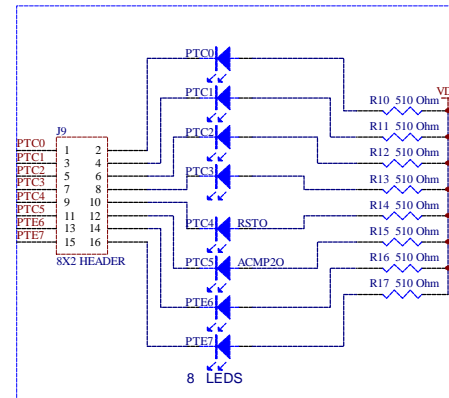 PTC0
PTC1
PTC2
PTC3
PTC4 RSTO
PTC5 ACMP2O
PTE6
PTE7
8 LEDS
J9
PTC0 1 2
PTC1 3 4
PTC2 5 6
PTC3 7 8
PTC4 9 10
PTC5 11 12
PTE6 13 14
PTE7 15 16
8X2 HEADER
VD
R10 510 Ohm
R11 510 Ohm
R12 510 Ohm
R13 510 Ohm
R14 510 Ohm
R15 510 Ohm
R16 510 Ohm
R17 510 Ohm